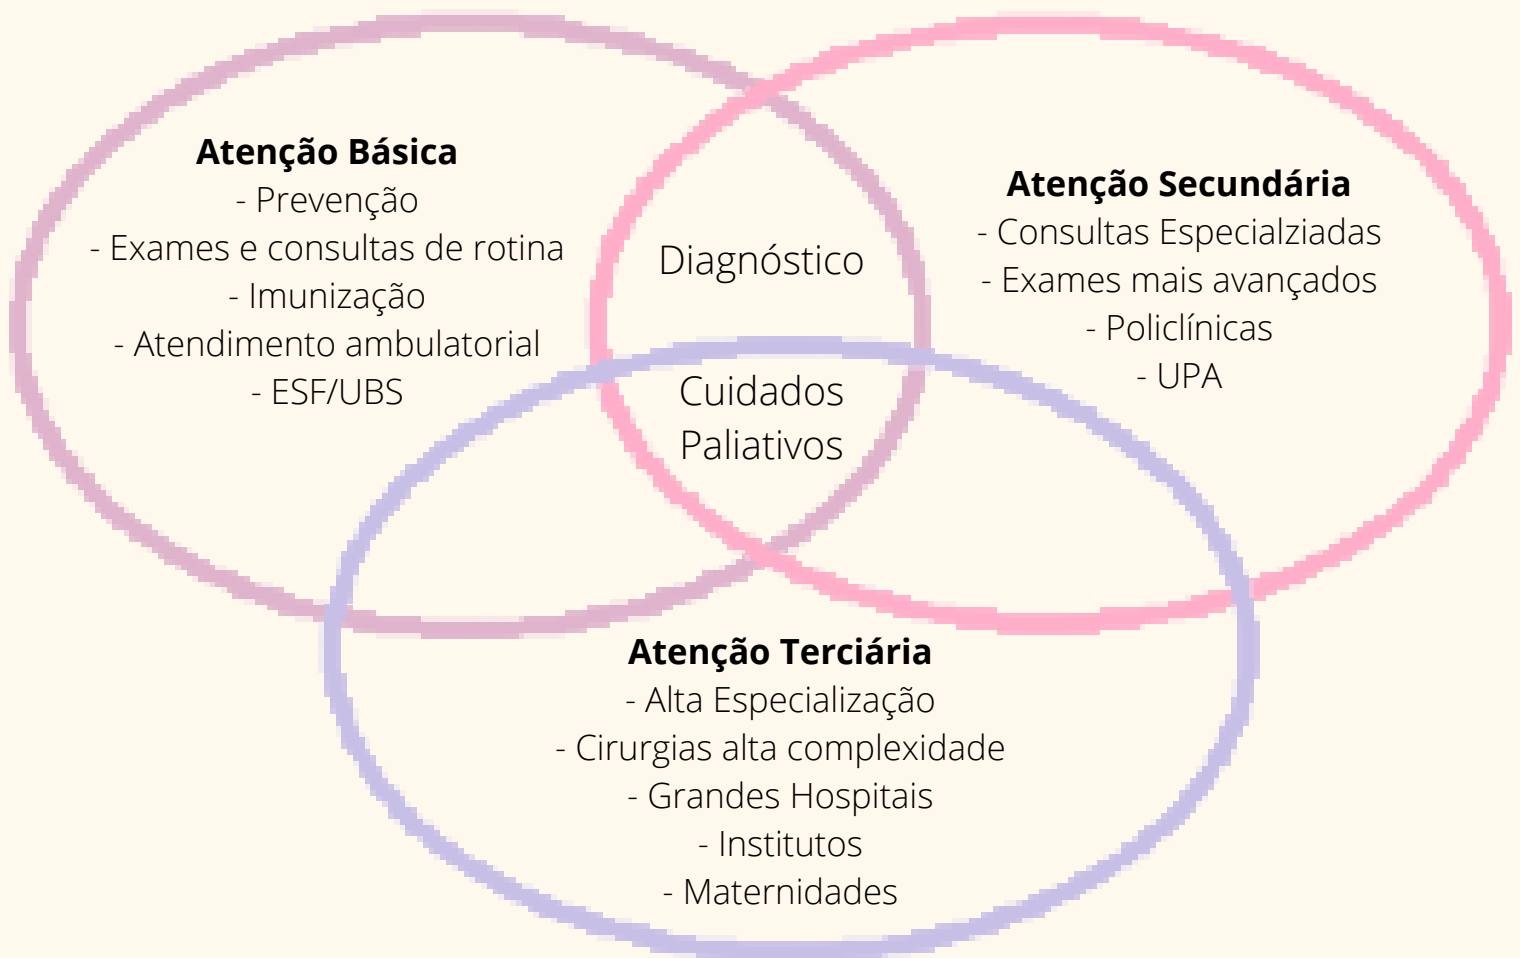 Atenção Básica
- Prevenção
- Exames e consultas de rotina
- Imunização
- Atendimento ambulatorial
- ESF/UBS
Diagnóstico
Cuidados
Paliativos
Atenção Secundária
- Consultas Especialziadas
- Exames mais avançados
- Policlínicas
- UPA
Atenção Terciária
- Alta Especialização
- Cirurgias alta complexidade
- Grandes Hospitais
- Institutos
- Maternidades